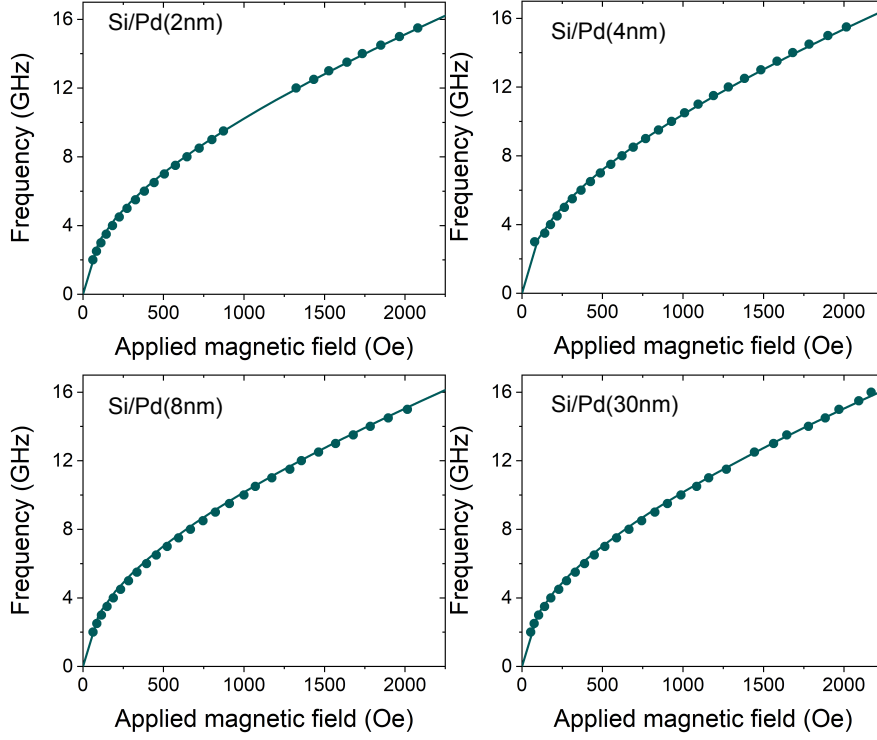 Si/Pd(2nm)
Frequency (GHz)
16
12
8
4
0
0 500 1000 1500 2000
Applied magnetic field (Oe)
Si/Pd(4nm)
Frequency (GHz)
16
12
8
4
0
0 500 1000 1500 2000
Applied magnetic field (Oe)
Si/Pd(8nm)
Frequency (GHz)
16
12
8
4
0
0 500 1000 1500 2000
Applied magnetic field (Oe)
Si/Pd(30nm)
Frequency (GHz)
16
12
8
4
0
0 500 1000 1500 2000
Applied magnetic field (Oe)